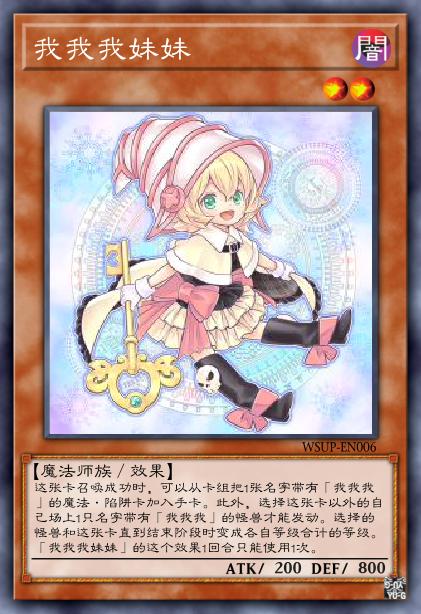 我我我妹妹
闇
WSUP-EN006
【魔法师族／效果】
这张卡召唤成功时，可以从卡组把1张名字带有「我我我
」的魔法·陷阱卡加入手卡。此外，选择这张卡以外的自
己场上1只名字带有「我我我」的怪兽才能发动。选择的
怪兽和这张卡直到结束阶段时变成各自等级合计的等级。
「我我我妹妹」的这个效果1回合只能使用1次。
ATK/ 200 DEF/ 800